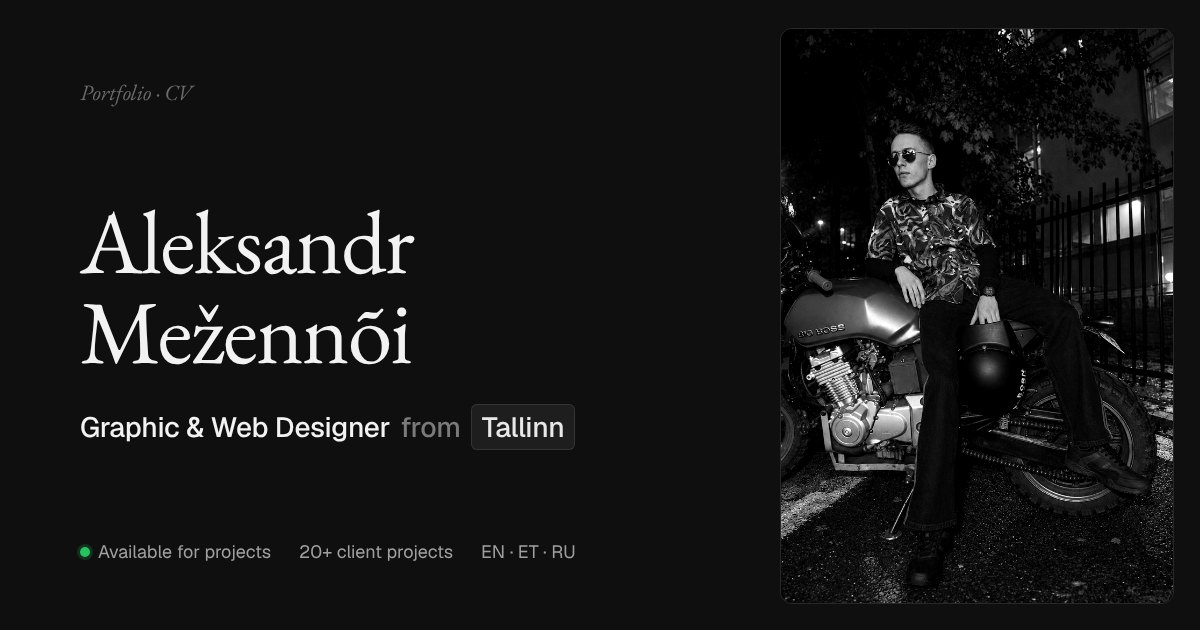 Portfolio · CV
Aleksandr
Mežennõi
Graphic & Web Designer from Tallinn
Available for projects 20+ client projects EN · ET · RU